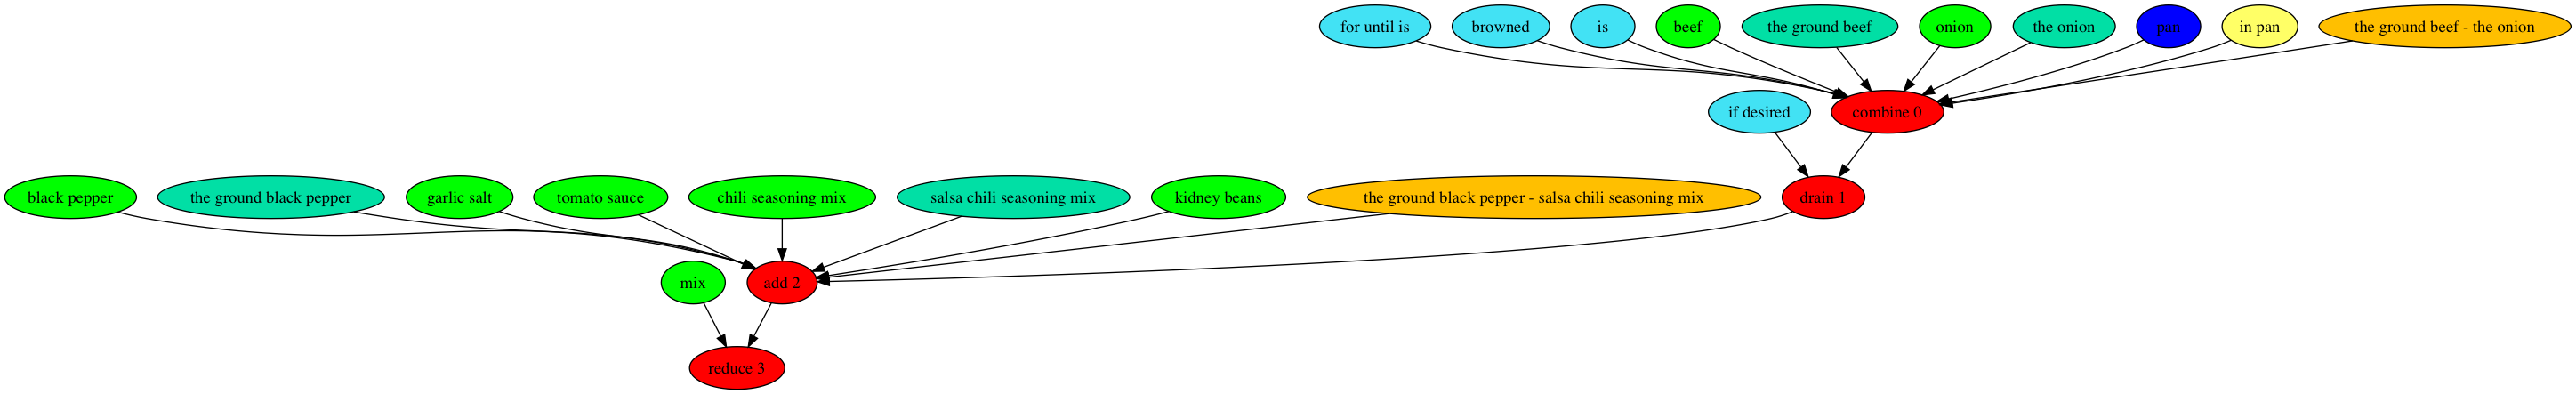 for until is
browned
is
beef
the ground beef
onion
the onion
pan
in pan
the ground beef - the onion
if desired
combine 0
black pepper
the ground black pepper
garlic salt
tomato sauce
chili seasoning mix
salsa chili seasoning mix
kidney beans
the ground black pepper - salsa chili seasoning mix
drain 1
mix
add 2
reduce 3